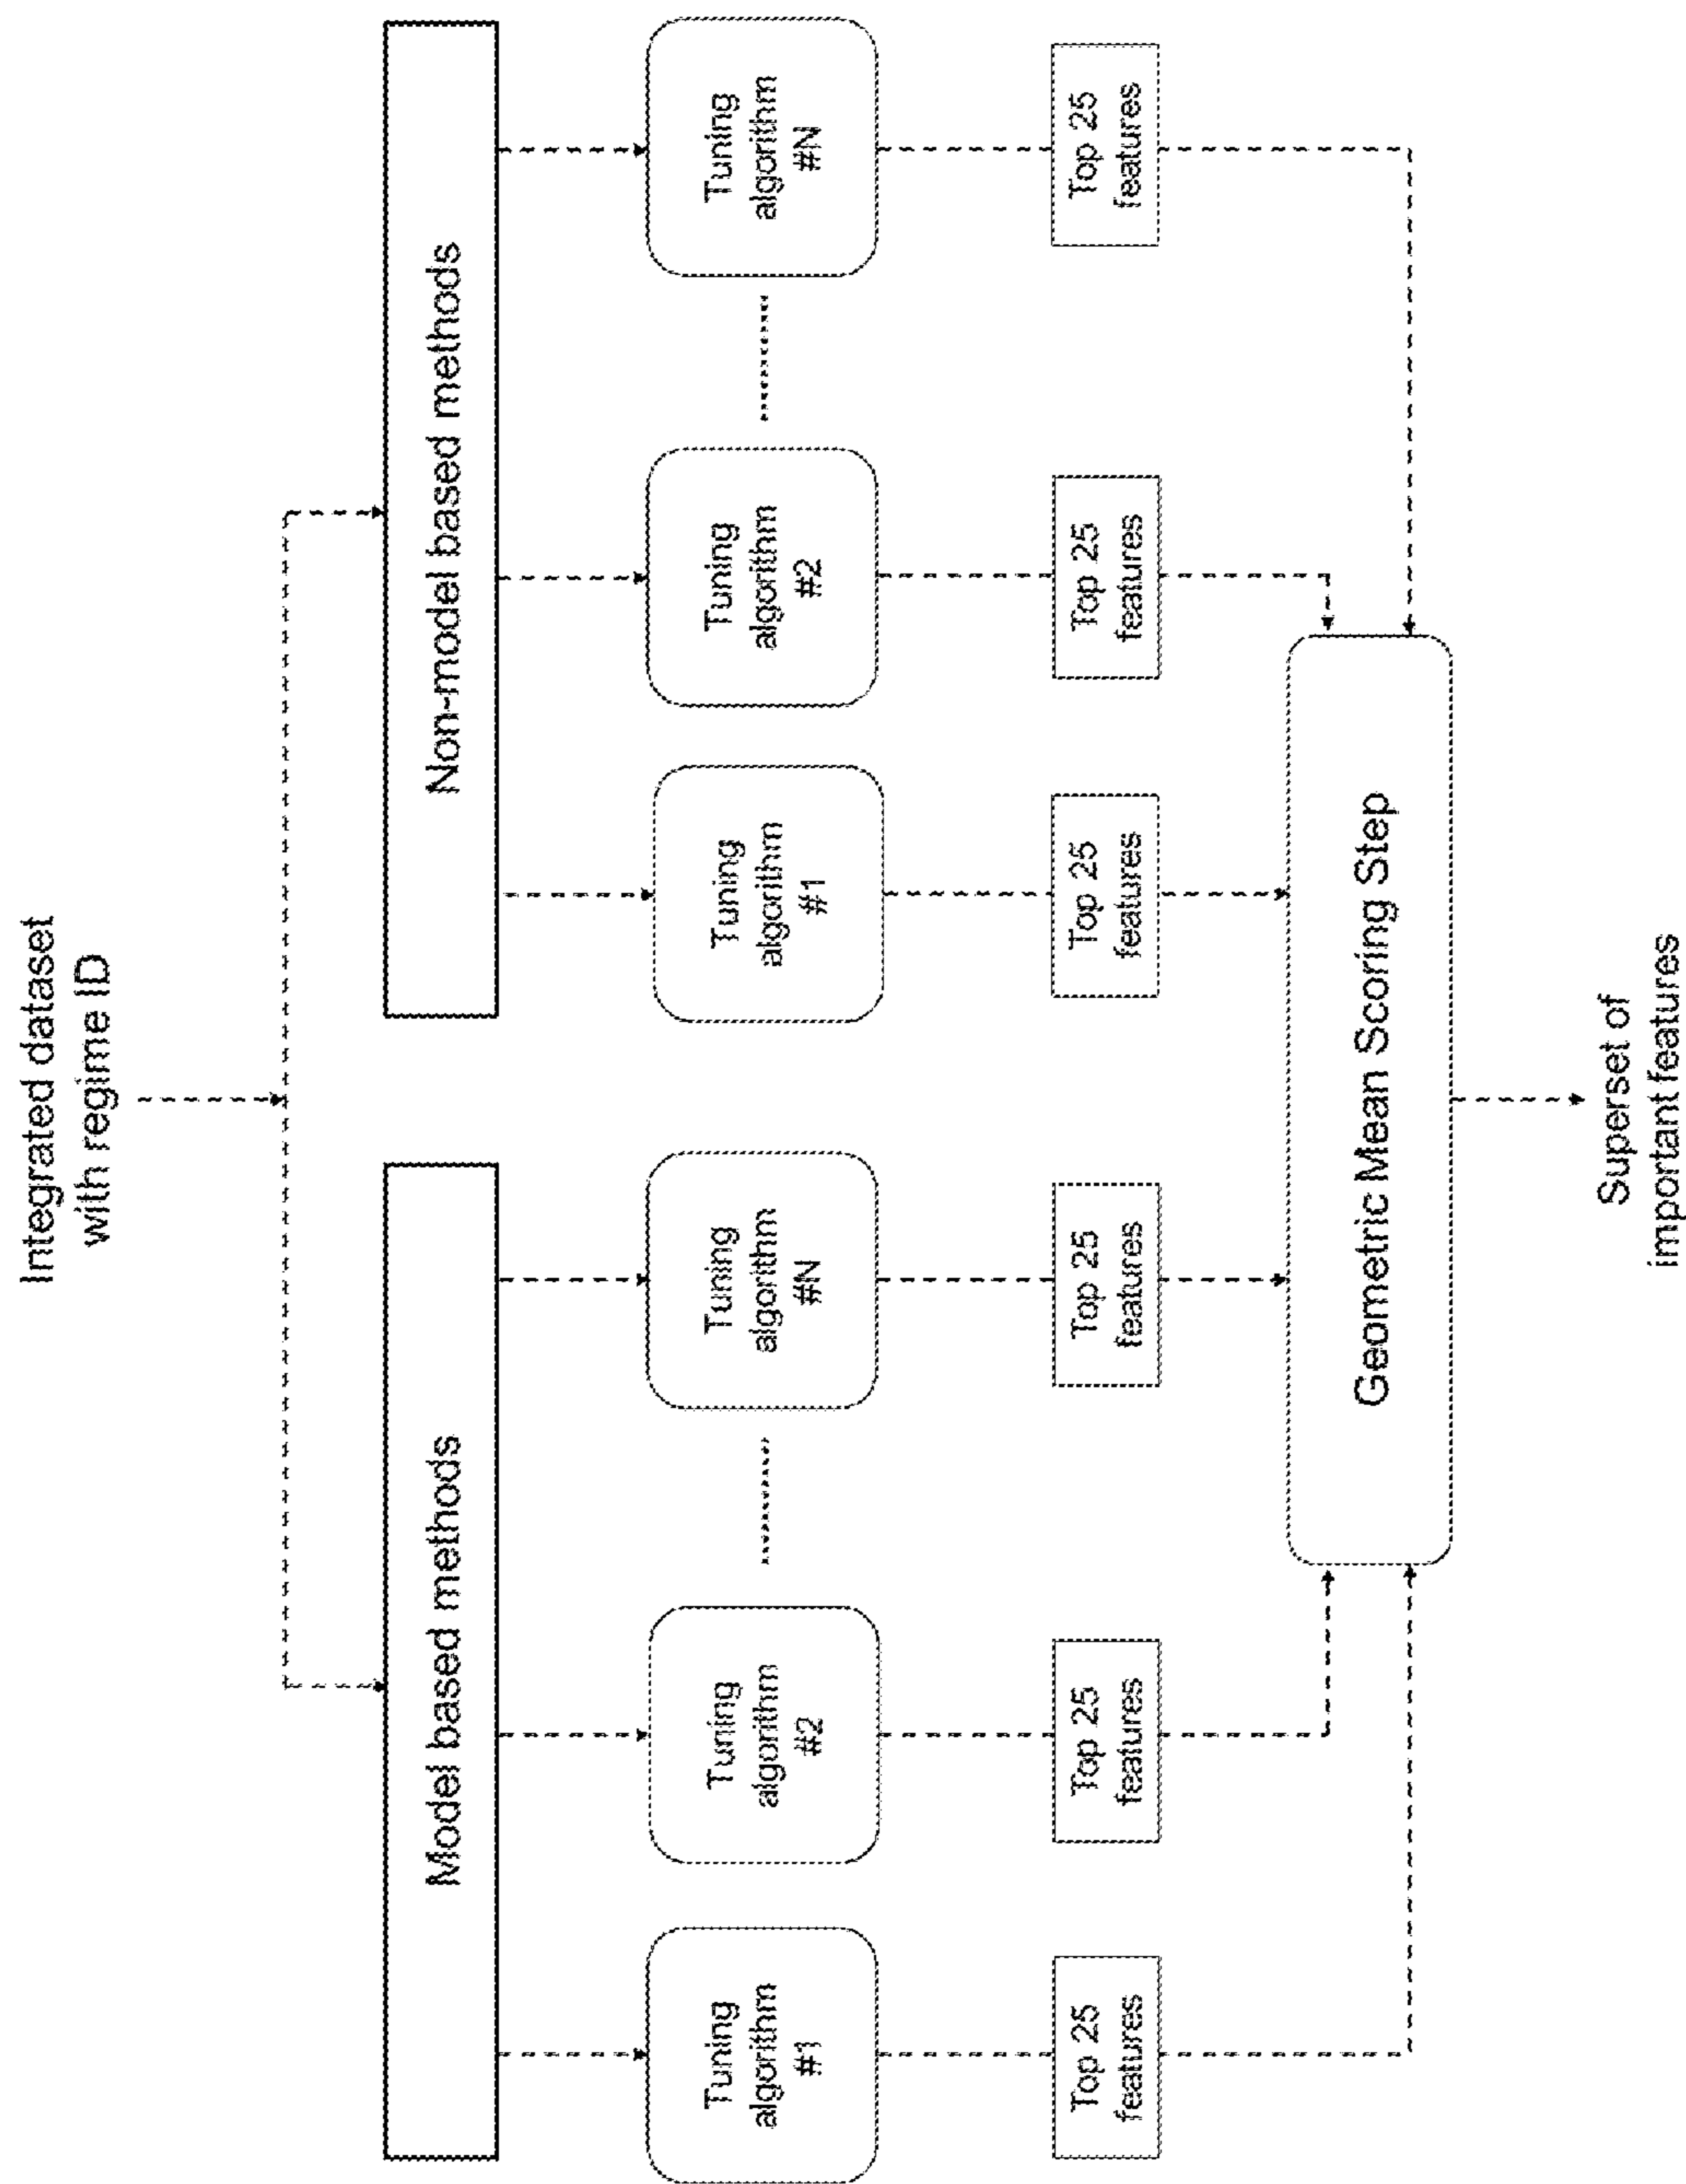 Integrated dataset
with regime ID
Model based methods
Non-model based methods
Tuning
algorithm
#1
Tuning
algorithm
#2
Tuning
algorithm
#N
Tuning
algorithm
#1
Tuning
algorithm
#2
Tuning
algorithm
#N
Top 25
features
Top 25
features
Top 25
features
Top 25
features
Top 25
features
Top 25
features
Geometric Mean Scoring Step
Superset of
important features